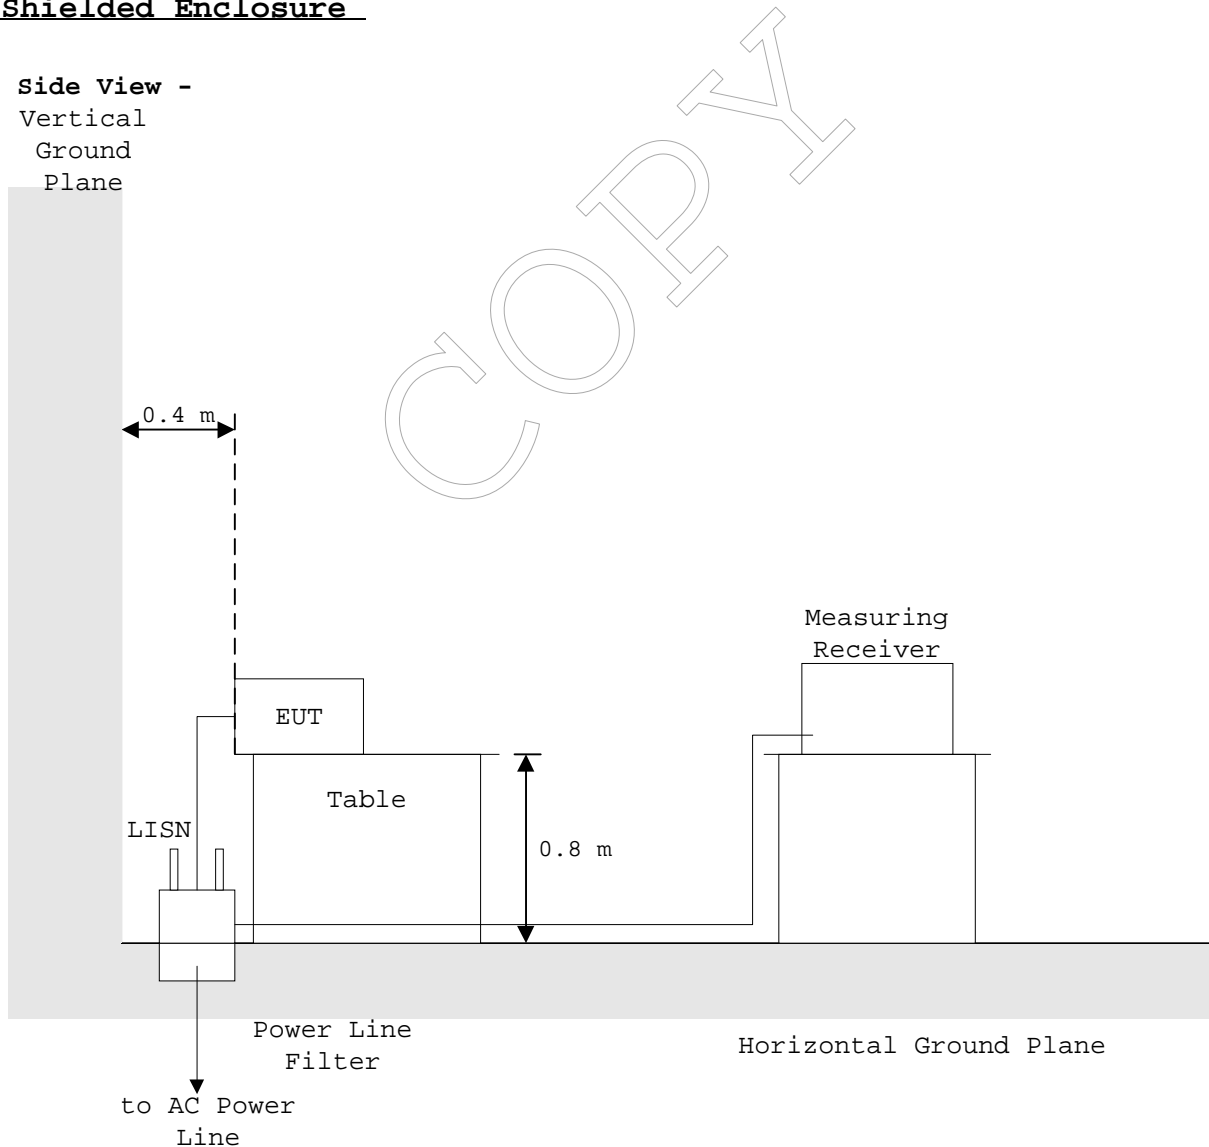 Shielded Enclosure
Side View -
Vertical
Ground
Plane
COPY
0.4 m
Measuring
Receiver
EUT
Table
LISN
0.8 m
Power Line
Filter
Horizontal Ground Plane
to AC Power
Line